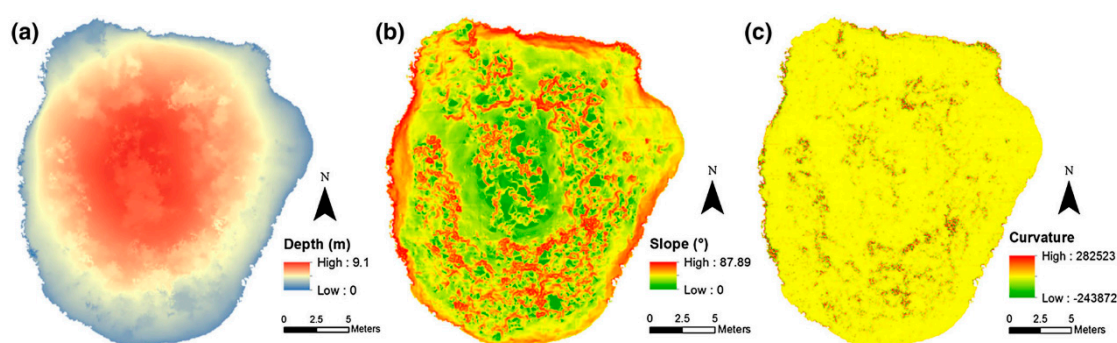 (a)
N
Depth (m)
High : 9.1
Low : 0
0 2.5 5
Meters
(b)
N
Slope (°)
High : 87.89
Low : 0
0 2.5 5
Meters
(c)
N
Curvature
High : 282523
Low : -243872
0 2.5 5
Meters